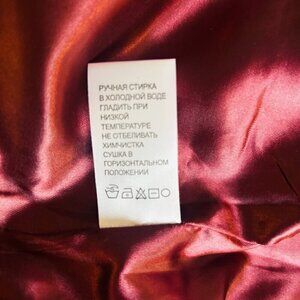 РУЧНАЯ СТИРКА
В ХОЛОДНОЙ ВОДЕ
ГЛАДИТЬ ПРИ
НИЗКОЙ
ТЕМПЕРАТУРЕ
НЕ ОТБЕЛИВАТЬ
ХИМЧИСТКА
СУШКА В
ГОРИЗОНТАЛЬНОМ
ПОЛОЖЕНИИ